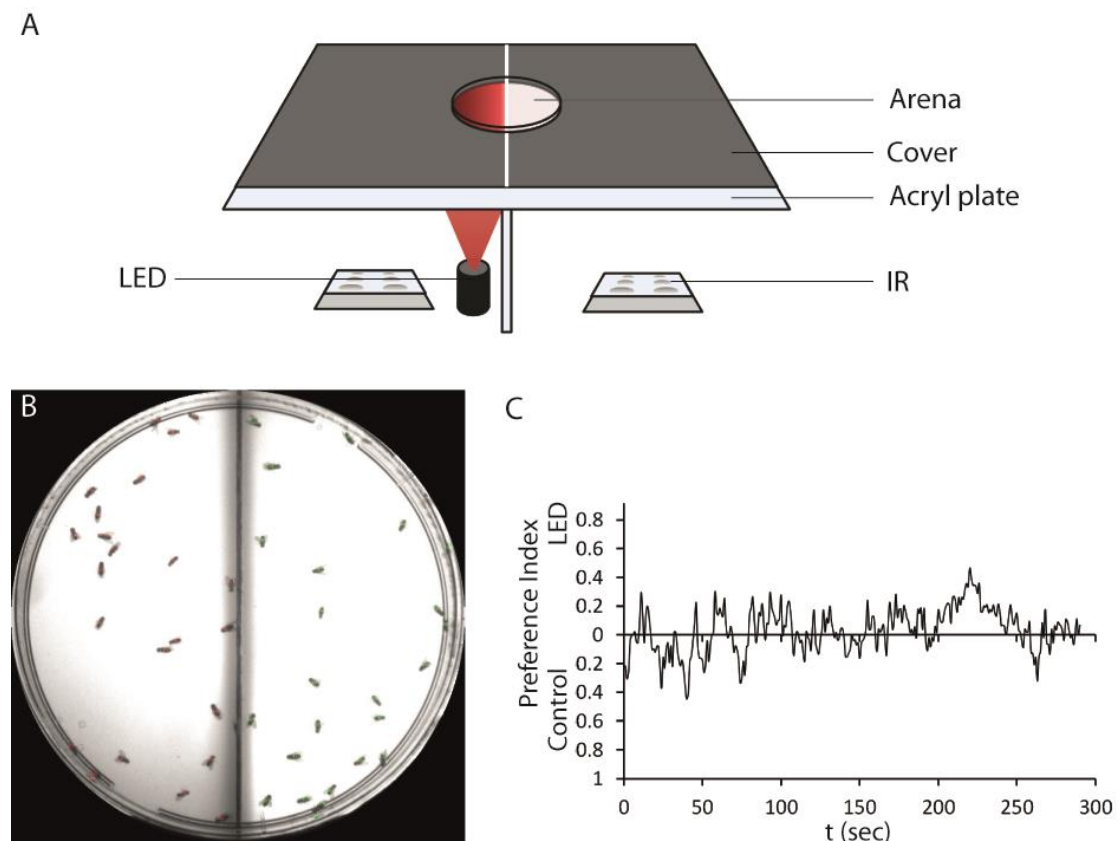 A
Arena
Cover
Acryl plate
LED
IR
B
C
Preference Index
Control LED
0.8
0.6
0.4
0.2
0
0.2
0.4
0.6
0.8
1
0 50 100 150 200 250 300
t (sec)